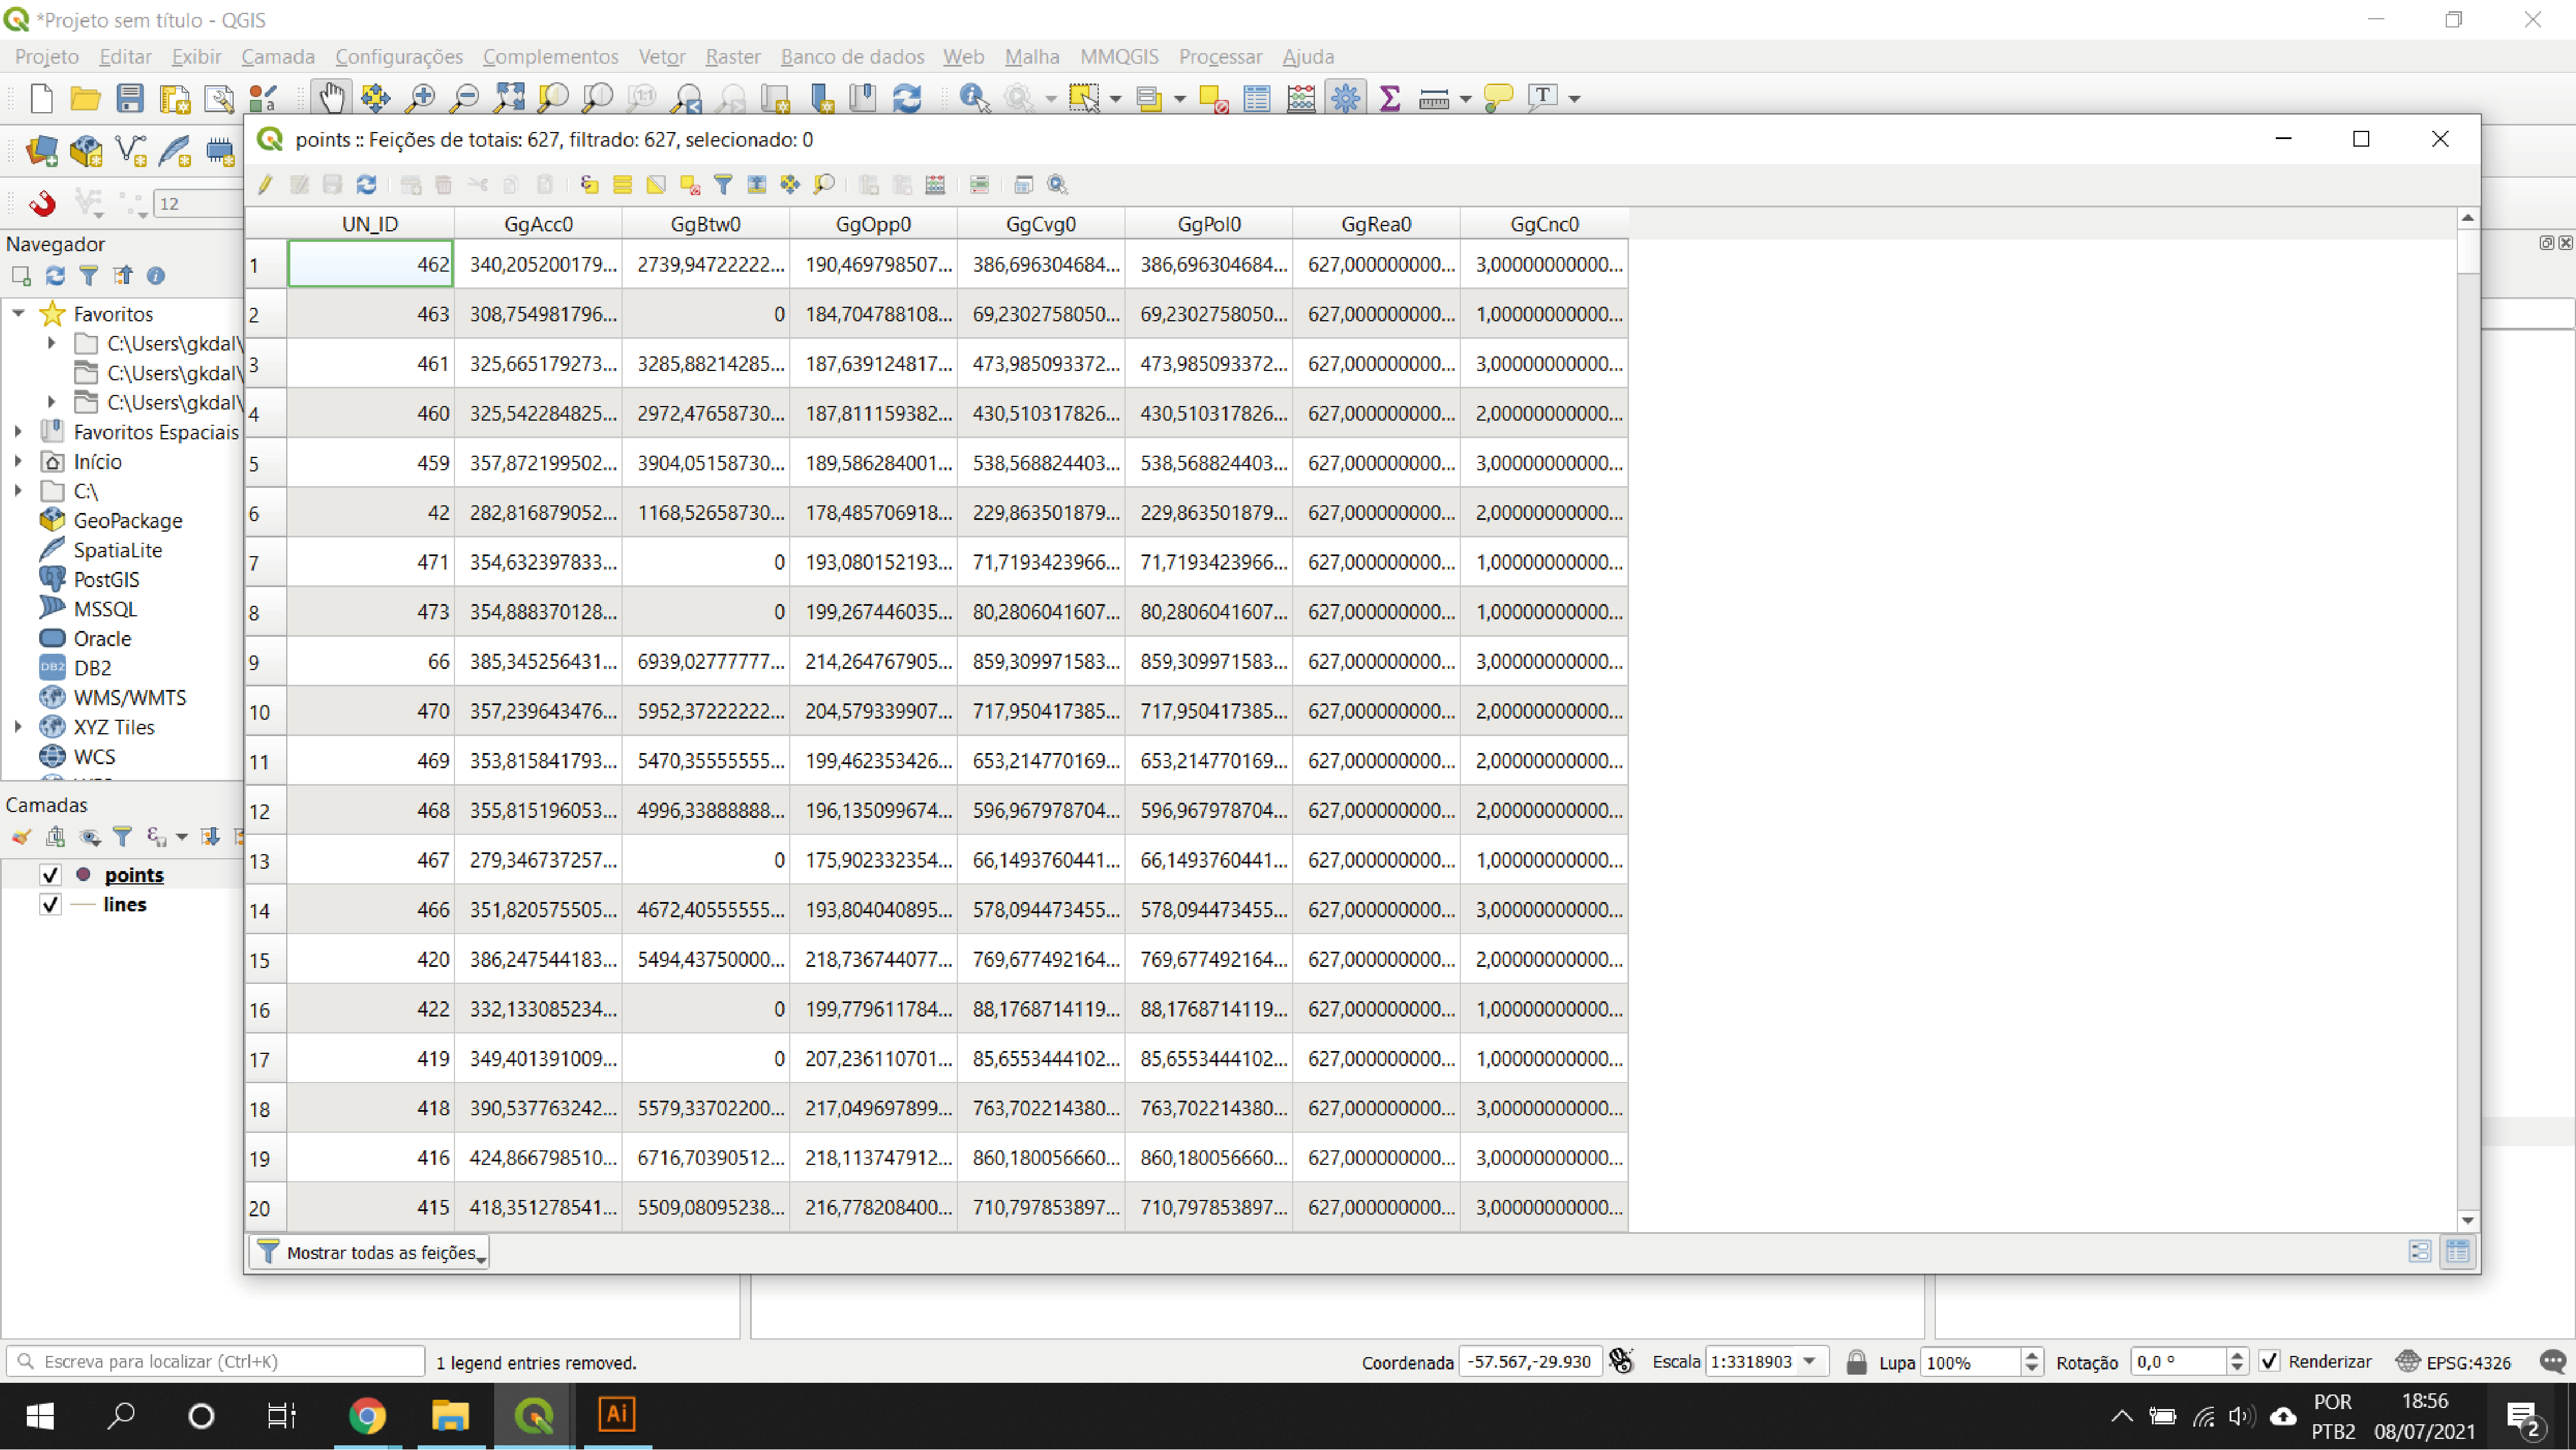 *Projeto sem título - QGIS
Projeto Editar Exibir Camada Configurações Complementos Vetor Raster Banco de dados Web Malha MMQGIS Processar Ajuda
points :: Feições de totais: 627, filtrado: 627, selecionado: 0
12
Navegador
Favoritos
C:\Users\gkdal\
C:\Users\gkdal\
C:\Users\gkdal\
Favoritos Espaciais
Início
C:\
GeoPackage
SpatiaLite
PostGIS
MSSQL
Oracle
DB2
WMS/WMTS
XYZ Tiles
WCS
Camadas
points
lines
UN_ID GgAcc0 GgBtw0 GgOpp0 GgCvg0 GgPol0 GgRea0 GgCnc0
1 462 340,205200179... 2739,94722222... 190,469798507... 386,696304684... 386,696304684... 627,000000000... 3,00000000000...
2 463 308,754981796... 0 184,704788108... 69,2302758050... 69,2302758050... 627,000000000... 1,00000000000...
3 461 325,665179273... 3285,88214285... 187,639124817... 473,985093372... 473,985093372... 627,000000000... 3,00000000000...
4 460 325,542284825... 2972,47658730... 187,811159382... 430,510317826... 430,510317826... 627,000000000... 2,00000000000...
5 459 357,872199502... 3904,05158730... 189,586284001... 538,568824403... 538,568824403... 627,000000000... 3,00000000000...
6 42 282,816879052... 1168,52658730... 178,485706918... 229,863501879... 229,863501879... 627,000000000... 2,00000000000...
7 471 354,632397833... 0 193,080152193... 71,7193423966... 71,7193423966... 627,000000000... 1,00000000000...
8 473 354,888370128... 0 199,267446035... 80,2806041607... 80,2806041607... 627,000000000... 1,00000000000...
9 66 385,345256431... 6939,02777777... 214,264767905... 859,309971583... 859,309971583... 627,000000000... 3,00000000000...
10 470 357,239643476... 5952,37222222... 204,579339907... 717,950417385... 717,950417385... 627,000000000... 2,00000000000...
11 469 353,815841793... 5470,35555555... 199,462353426... 653,214770169... 653,214770169... 627,000000000... 2,00000000000...
12 468 355,815196053... 4996,33888888... 196,135099674... 596,967978704... 596,967978704... 627,000000000... 2,00000000000...
13 467 279,346737257... 0 175,902332354... 66,1493760441... 66,1493760441... 627,000000000... 1,00000000000...
14 466 351,820575505... 4672,40555555... 193,804040895... 578,094473455... 578,094473455... 627,000000000... 3,00000000000...
15 420 386,247544183... 5494,43750000... 218,736744077... 769,677492164... 769,677492164... 627,000000000... 2,00000000000...
16 422 332,133085234... 0 199,779611784... 88,1768714119... 88,1768714119... 627,000000000... 1,00000000000...
17 419 349,401391009... 0 207,236110701... 85,6553444102... 85,6553444102... 627,000000000... 1,00000000000...
18 418 390,537763242... 5579,33702200... 217,049697899... 763,702214380... 763,702214380... 627,000000000... 3,00000000000...
19 416 424,866798510... 6716,70390512... 218,113747912... 860,180056660... 860,180056660... 627,000000000... 3,00000000000...
20 415 418,351278541... 5509,08095238... 216,778208400... 710,797853897... 710,797853897... 627,000000000... 3,00000000000...
Mostrar todas as feições
Escreva para localizar (Ctrl+K) 1 legend entries removed. Coordenada -57.567,-29.930 Escala 1:3318903 Lupa 100% Rotação 0,0 ° Renderizar EPSG:4326
Ai
POR
PTB2
18:56
08/07/2021
2